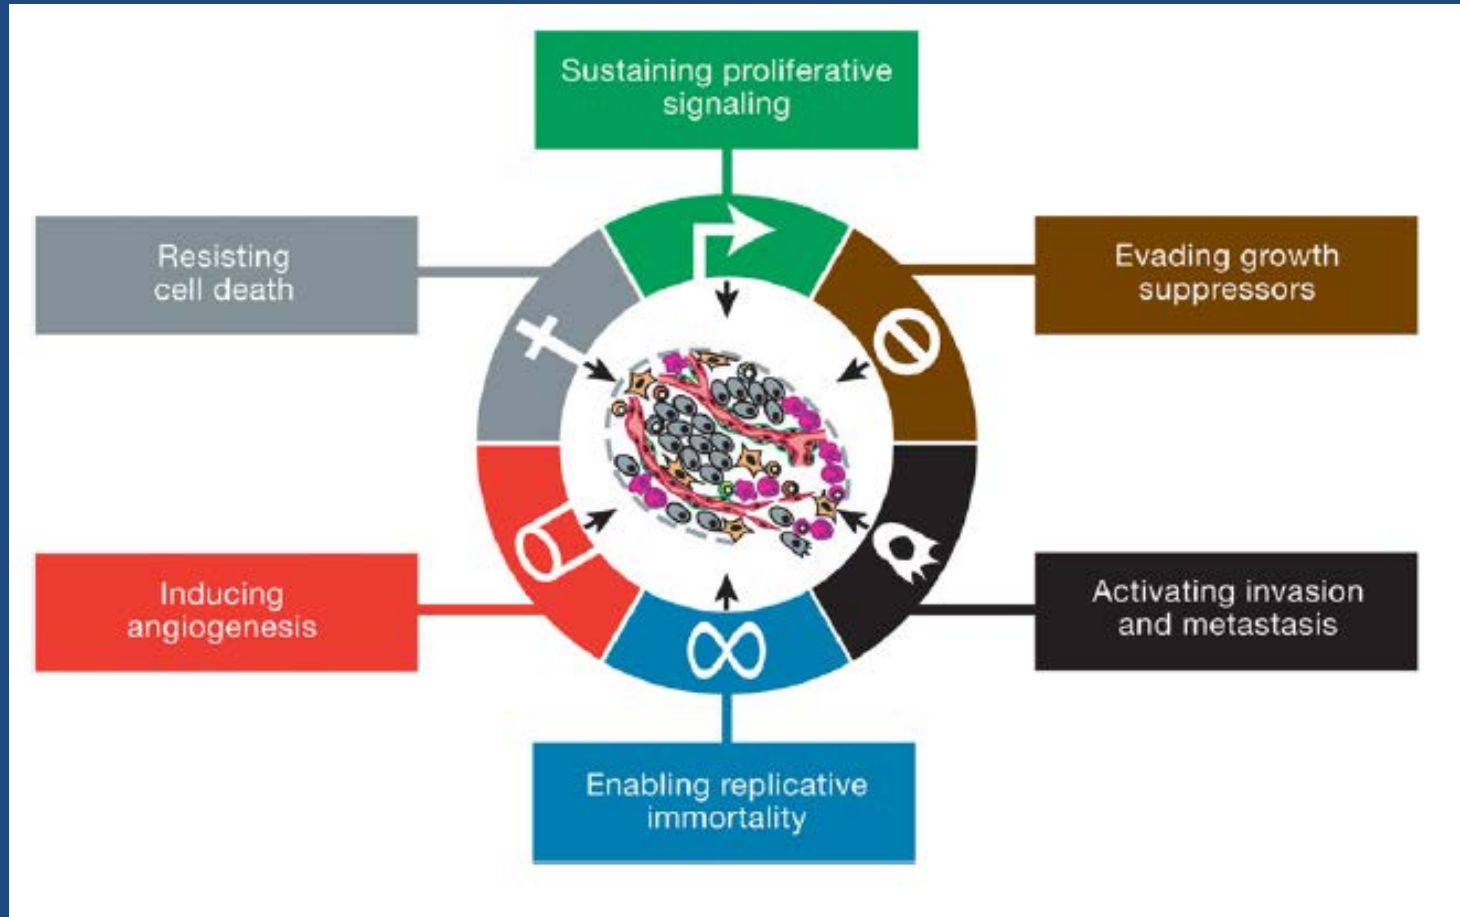 Sustaining proliferative
signaling
Resisting
cell death
Evading growth
suppressors
Inducing
angiogenesis
Activating invasion
and metastasis
Enabling replicative
immortality